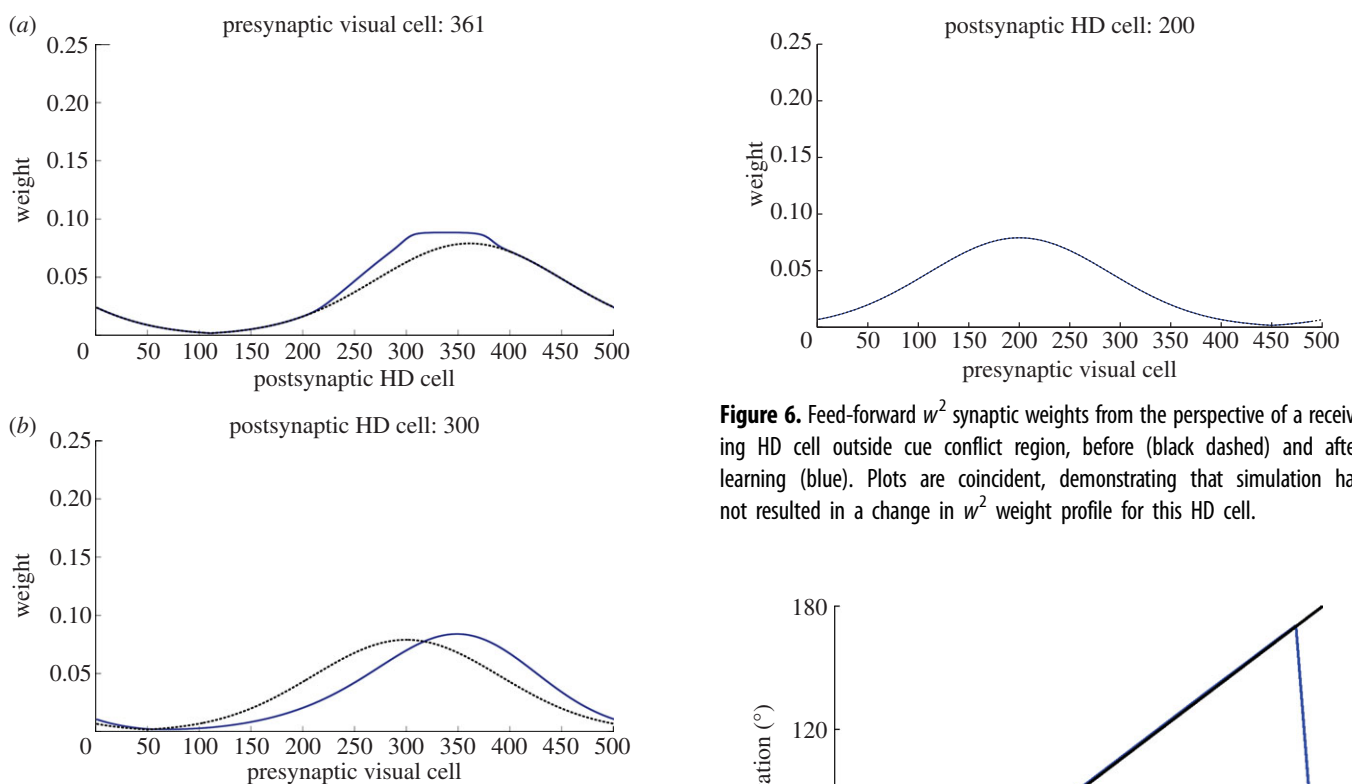 (a)
presynaptic visual cell: 361
0.25
0.20
0.15
0.10
0.05
weight
0 50 100 150 200 250 300 350 400 450 500
postsynaptic HD cell
(b)
postsynaptic HD cell: 300
0.25
0.20
0.15
0.10
0.05
weight
0 50 100 150 200 250 300 350 400 450 500
presynaptic visual cell
postsynaptic HD cell: 200
0.25
0.20
0.15
0.10
0.05
weight
0 50 100 150 200 250 300 350 400 450 500
presynaptic visual cell
Figure 6. Feed-forward w² synaptic weights from the perspective of a receiv
ing HD cell outside cue conflict region, before (black dashed) and afte
learning (blue). Plots are coincident, demonstrating that simulation ha
not resulted in a change in w² weight profile for this HD cell.
180
120
ation (°)